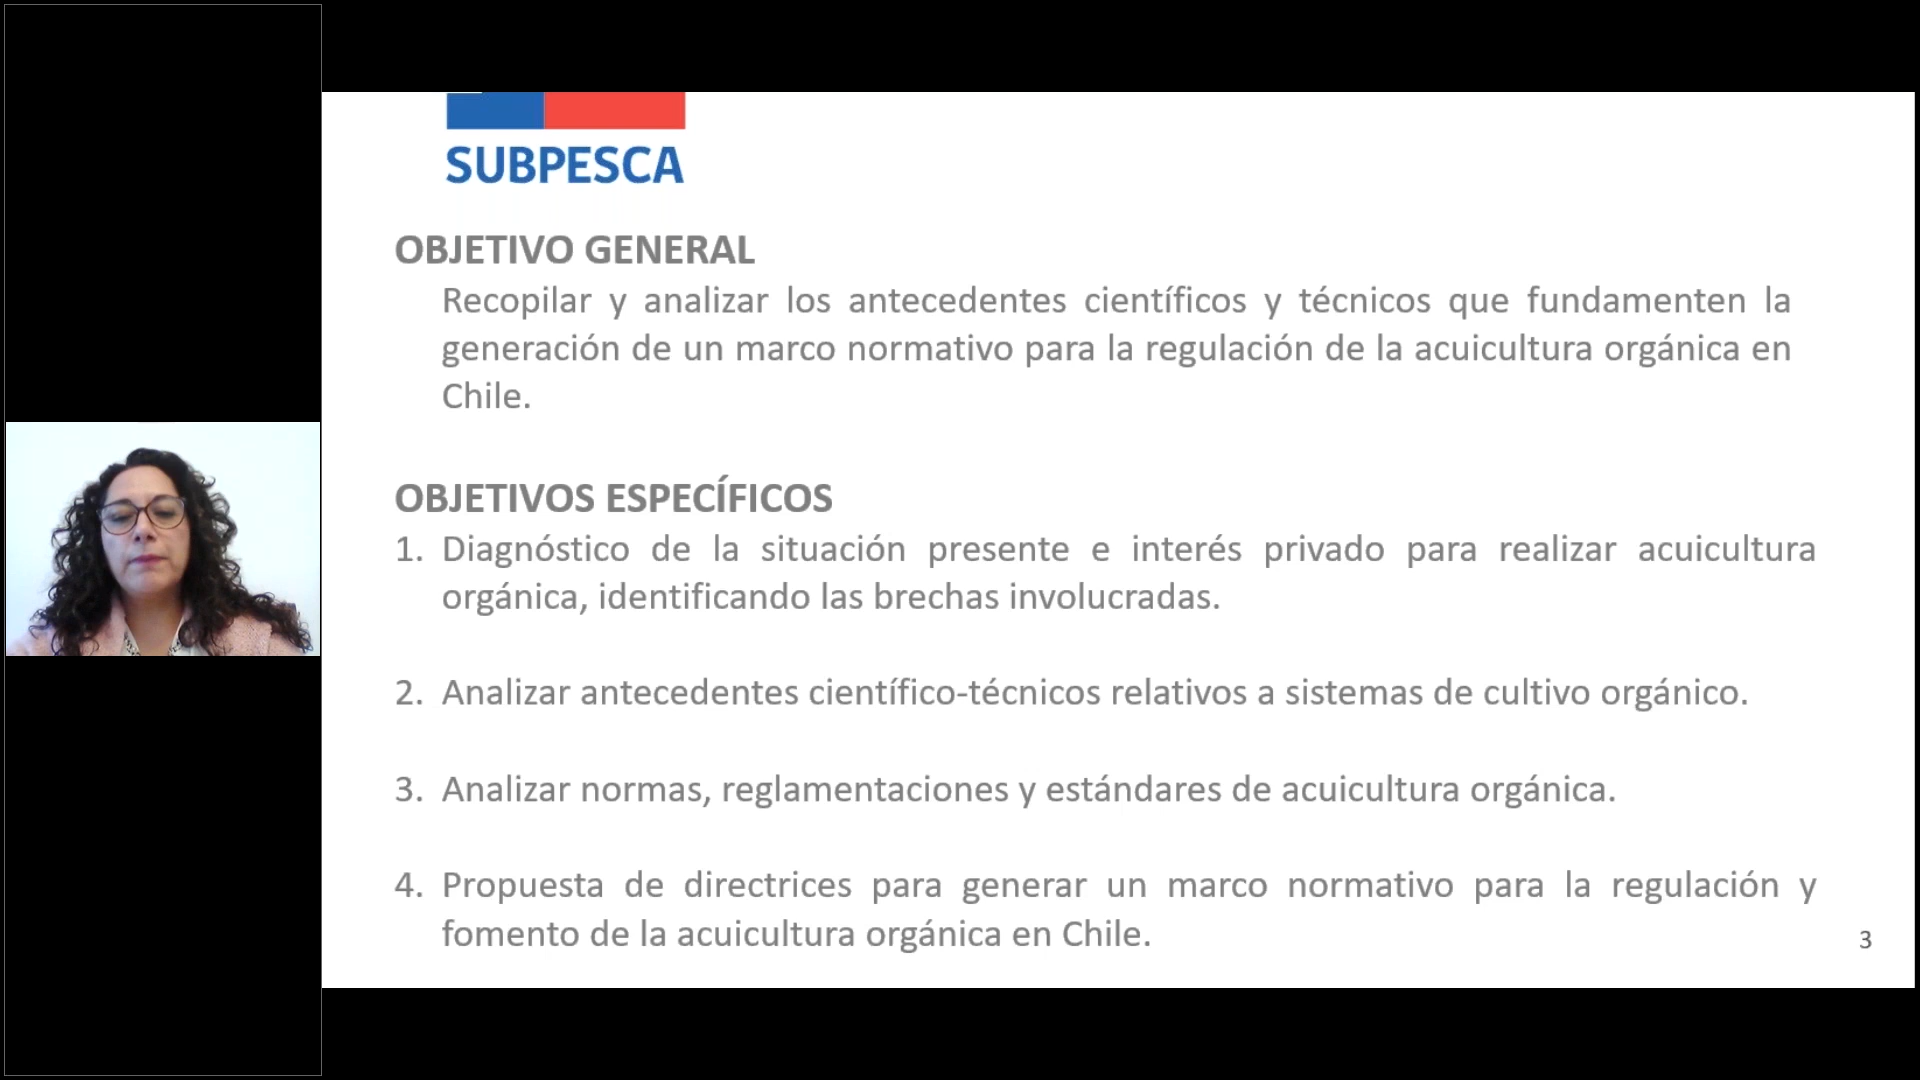 SUBPESCA
OBJETIVO GENERAL
Recopilar y analizar los antecedentes científicos y técnicos que fundamenten la
generación de un marco normativo para la regulación de la acuicultura orgánica en
Chile.
OBJETIVOS ESPECÍFICOS
1. Diagnóstico de la situación presente e interés privado para realizar acuicultura
orgánica, identificando las brechas involucradas.
2. Analizar antecedentes científico-técnicos relativos a sistemas de cultivo orgánico.
3. Analizar normas, reglamentaciones y estándares de acuicultura orgánica.
4. Propuesta de directrices para generar un marco normativo para la regulación y
fomento de la acuicultura orgánica en Chile.
3